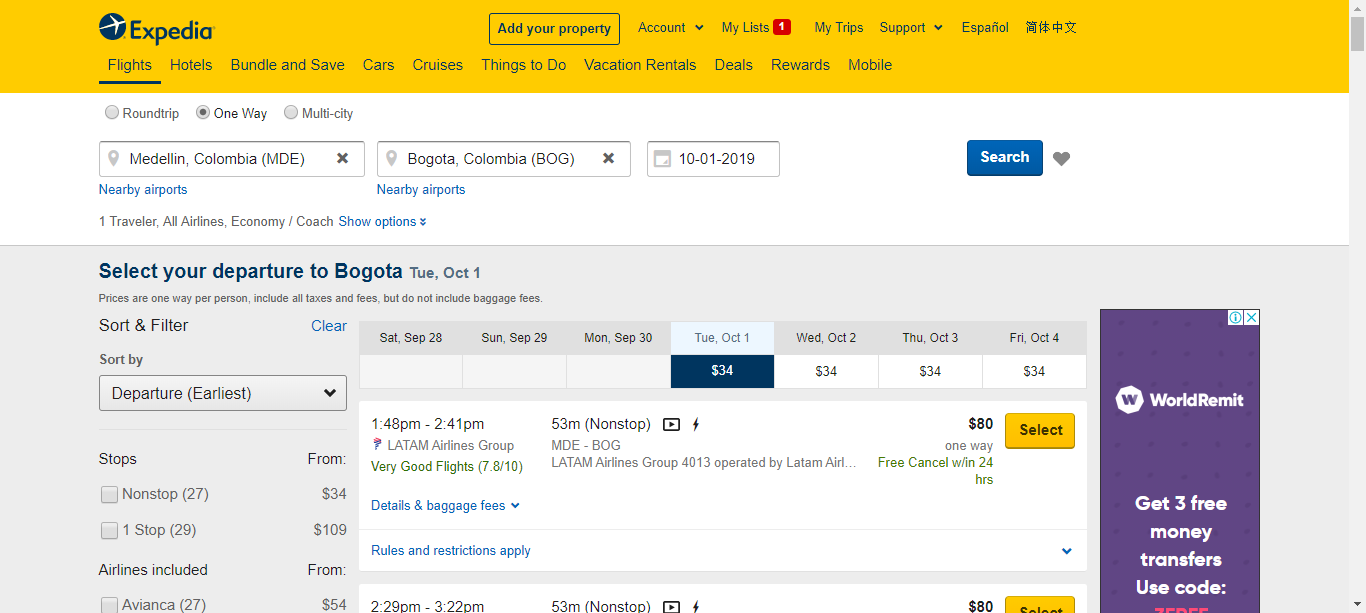 Expedia
Add your property
Account
My Lists 1
My Trips
Support
Español
简体中文
Flights
Hotels
Bundle and Save
Cars
Cruises
Things to Do
Vacation Rentals
Deals
Rewards
Mobile
Roundtrip
One Way
Multi-city
Medellin, Colombia (MDE)
Bogota, Colombia (BOG)
10-01-2019
Search
Nearby airports
Nearby airports
1 Traveler, All Airlines, Economy / Coach Show options
Select your departure to Bogota Tue, Oct 1
Prices are one way per person, include all taxes and fees, but do not include baggage fees.
Sort & Filter
Clear
Sort by
Departure (Earliest)
Stops From:
Nonstop (27) $34
1 Stop (29) $109
Airlines included From:
Avianca (27) $54
Sat, Sep 28
Sun, Sep 29
Mon, Sep 30
Tue, Oct 1
Wed, Oct 2
Thu, Oct 3
Fri, Oct 4
$34
$34
$34
$34
1:48pm - 2:41pm
LATAM Airlines Group
Very Good Flights (7.8/10)
53m (Nonstop)
MDE - BOG
LATAM Airlines Group 4013 operated by Latam Airl...
$80
one way
Free Cancel w/in 24
hrs
Select
Details & baggage fees
Rules and restrictions apply
2:29pm - 3:22pm
53m (Nonstop)
$80
Select
WorldRemit
Get 3 free
money
transfers
Use code: